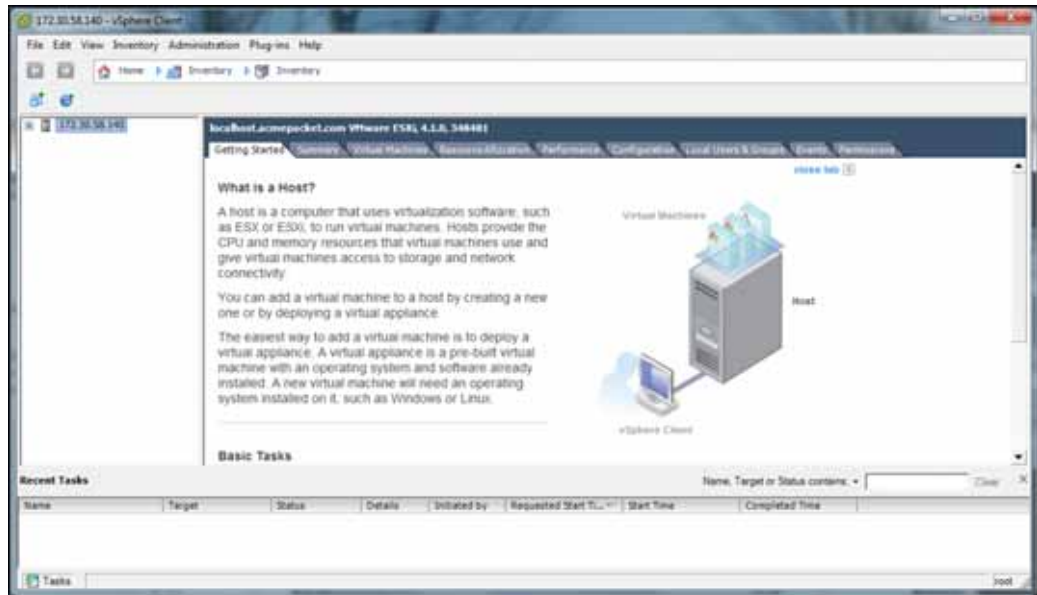 172.30.58.140 - vSphere Client
File Edit View Inventory Administration Plug-ins Help
Home Inventory Inventory
172.30.58.140
localhost.acmepacket.com VMware ESXi, 4.1.0, 348481
Getting Started Summary Virtual Machines Resource Allocation Performance Configuration Local Users & Groups Events Permissions
close tab
What is a Host?
A host is a computer that uses virtualization software, such
as ESX or ESXi, to run virtual machines. Hosts provide the
CPU and memory resources that virtual machines use and
give virtual machines access to storage and network
connectivity.
You can add a virtual machine to a host by creating a new
one or by deploying a virtual appliance.
The easiest way to add a virtual machine is to deploy a
virtual appliance. A virtual appliance is a pre-built virtual
machine with an operating system and software already
installed. A new virtual machine will need an operating
system installed on it, such as Windows or Linux.
Virtual Machines
Host
vSphere Client
Basic Tasks
Recent Tasks
Name, Target or Status contains:
Clear
Name Target Status Details Initiated by Requested Start Ti... Start Time Completed Time
Tasks
root